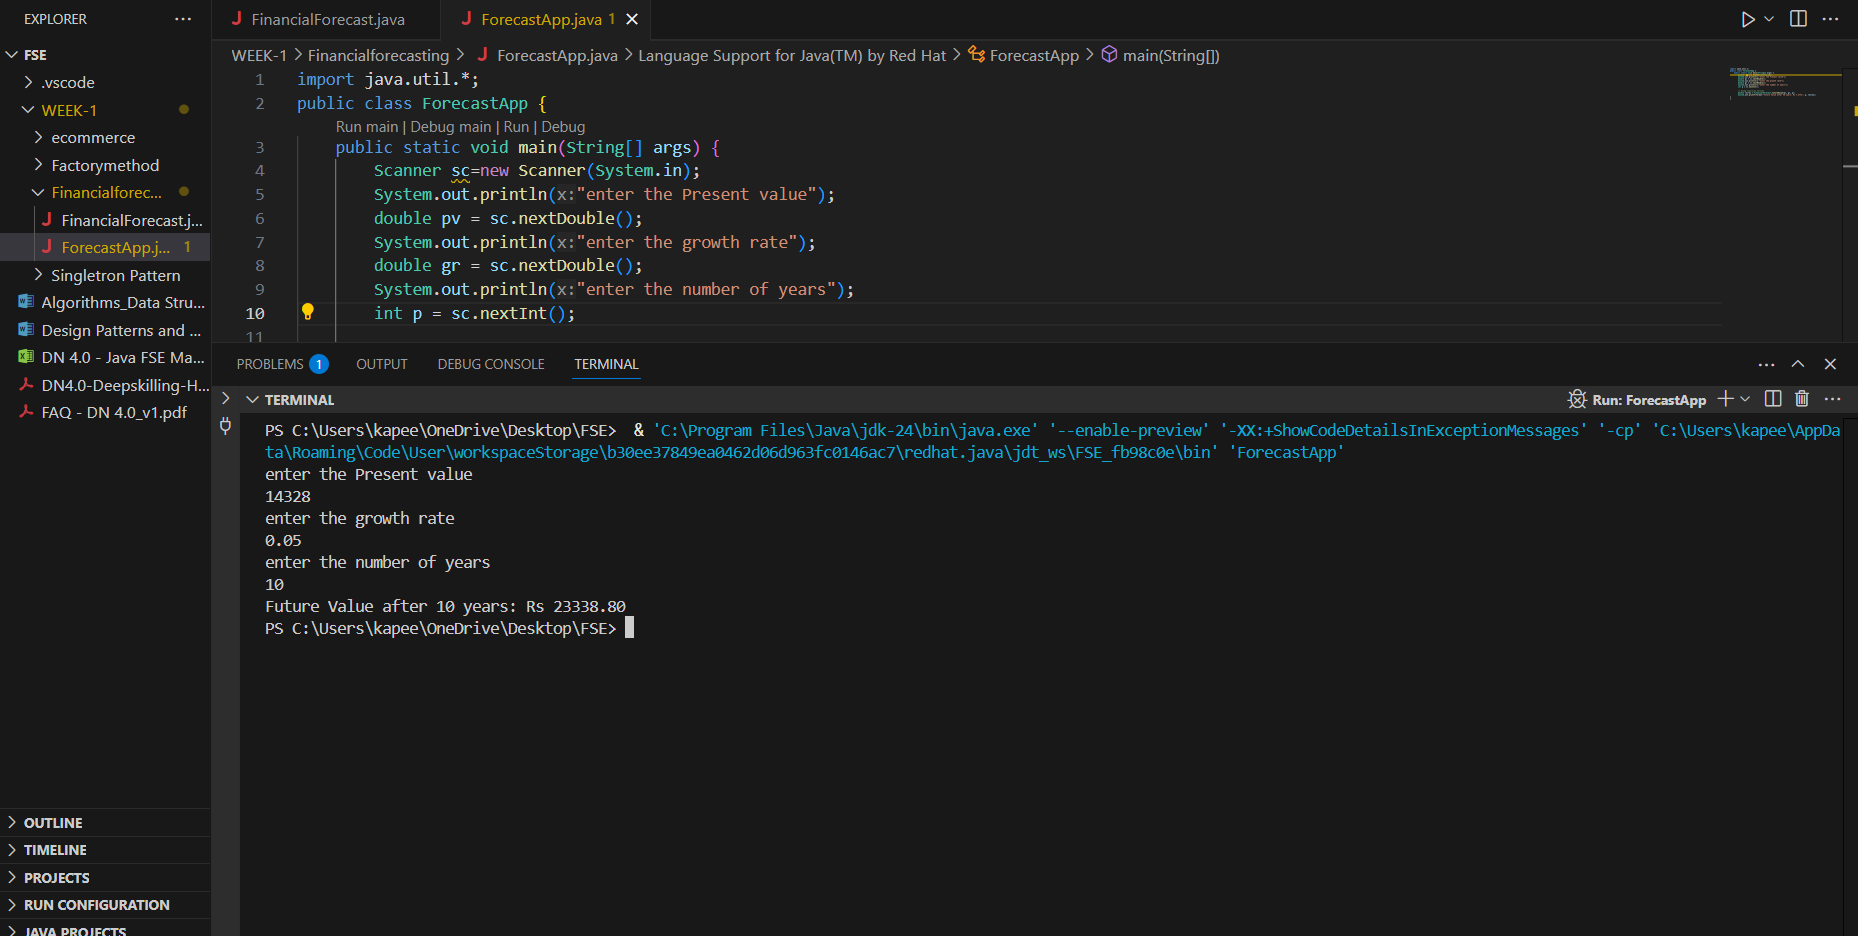 EXPLORER
FSE
.vscode
WEEK-1
ecommerce
Factorymethod
Financialforec...
FinancialForecast.j...
ForecastApp.j... 1
Singletron Pattern
Algorithms_Data Stru...
Design Patterns and ...
DN 4.0 - Java FSE Ma...
DN4.0-Deepskilling-H...
FAQ - DN 4.0_v1.pdf
OUTLINE
TIMELINE
PROJECTS
RUN CONFIGURATION
JAVA PROJECTS
FinancialForecast.java
ForecastApp.java 1
WEEK-1 > Financialforecasting > ForecastApp.java > Language Support for Java(TM) by Red Hat > ForecastApp > main(String[])
1 import java.util.*;
2 public class ForecastApp {
Run main | Debug main | Run | Debug
3 public static void main(String[] args) {
4 Scanner sc=new Scanner(System.in);
5 System.out.println(x:"enter the Present value");
6 double pv = sc.nextDouble();
7 System.out.println(x:"enter the growth rate");
8 double gr = sc.nextDouble();
9 System.out.println(x:"enter the number of years");
10 int p = sc.nextInt();
11
PROBLEMS 1 OUTPUT DEBUG CONSOLE TERMINAL
TERMINAL
Run: ForecastApp
PS C:\Users\kapee\OneDrive\Desktop\FSE>  & 'C:\Program Files\Java\jdk-24\bin\java.exe' '--enable-preview' '-XX:+ShowCodeDetailsInExceptionMessages' '-cp' 'C:\Users\kapee\AppDa
ta\Roaming\Code\User\workspaceStorage\b30ee37849ea0462d06d963fc0146ac7\redhat.java\jdt_ws\FSE_fb98c0e\bin' 'ForecastApp'
enter the Present value
14328
enter the growth rate
0.05
enter the number of years
10
Future Value after 10 years: Rs 23338.80
PS C:\Users\kapee\OneDrive\Desktop\FSE>